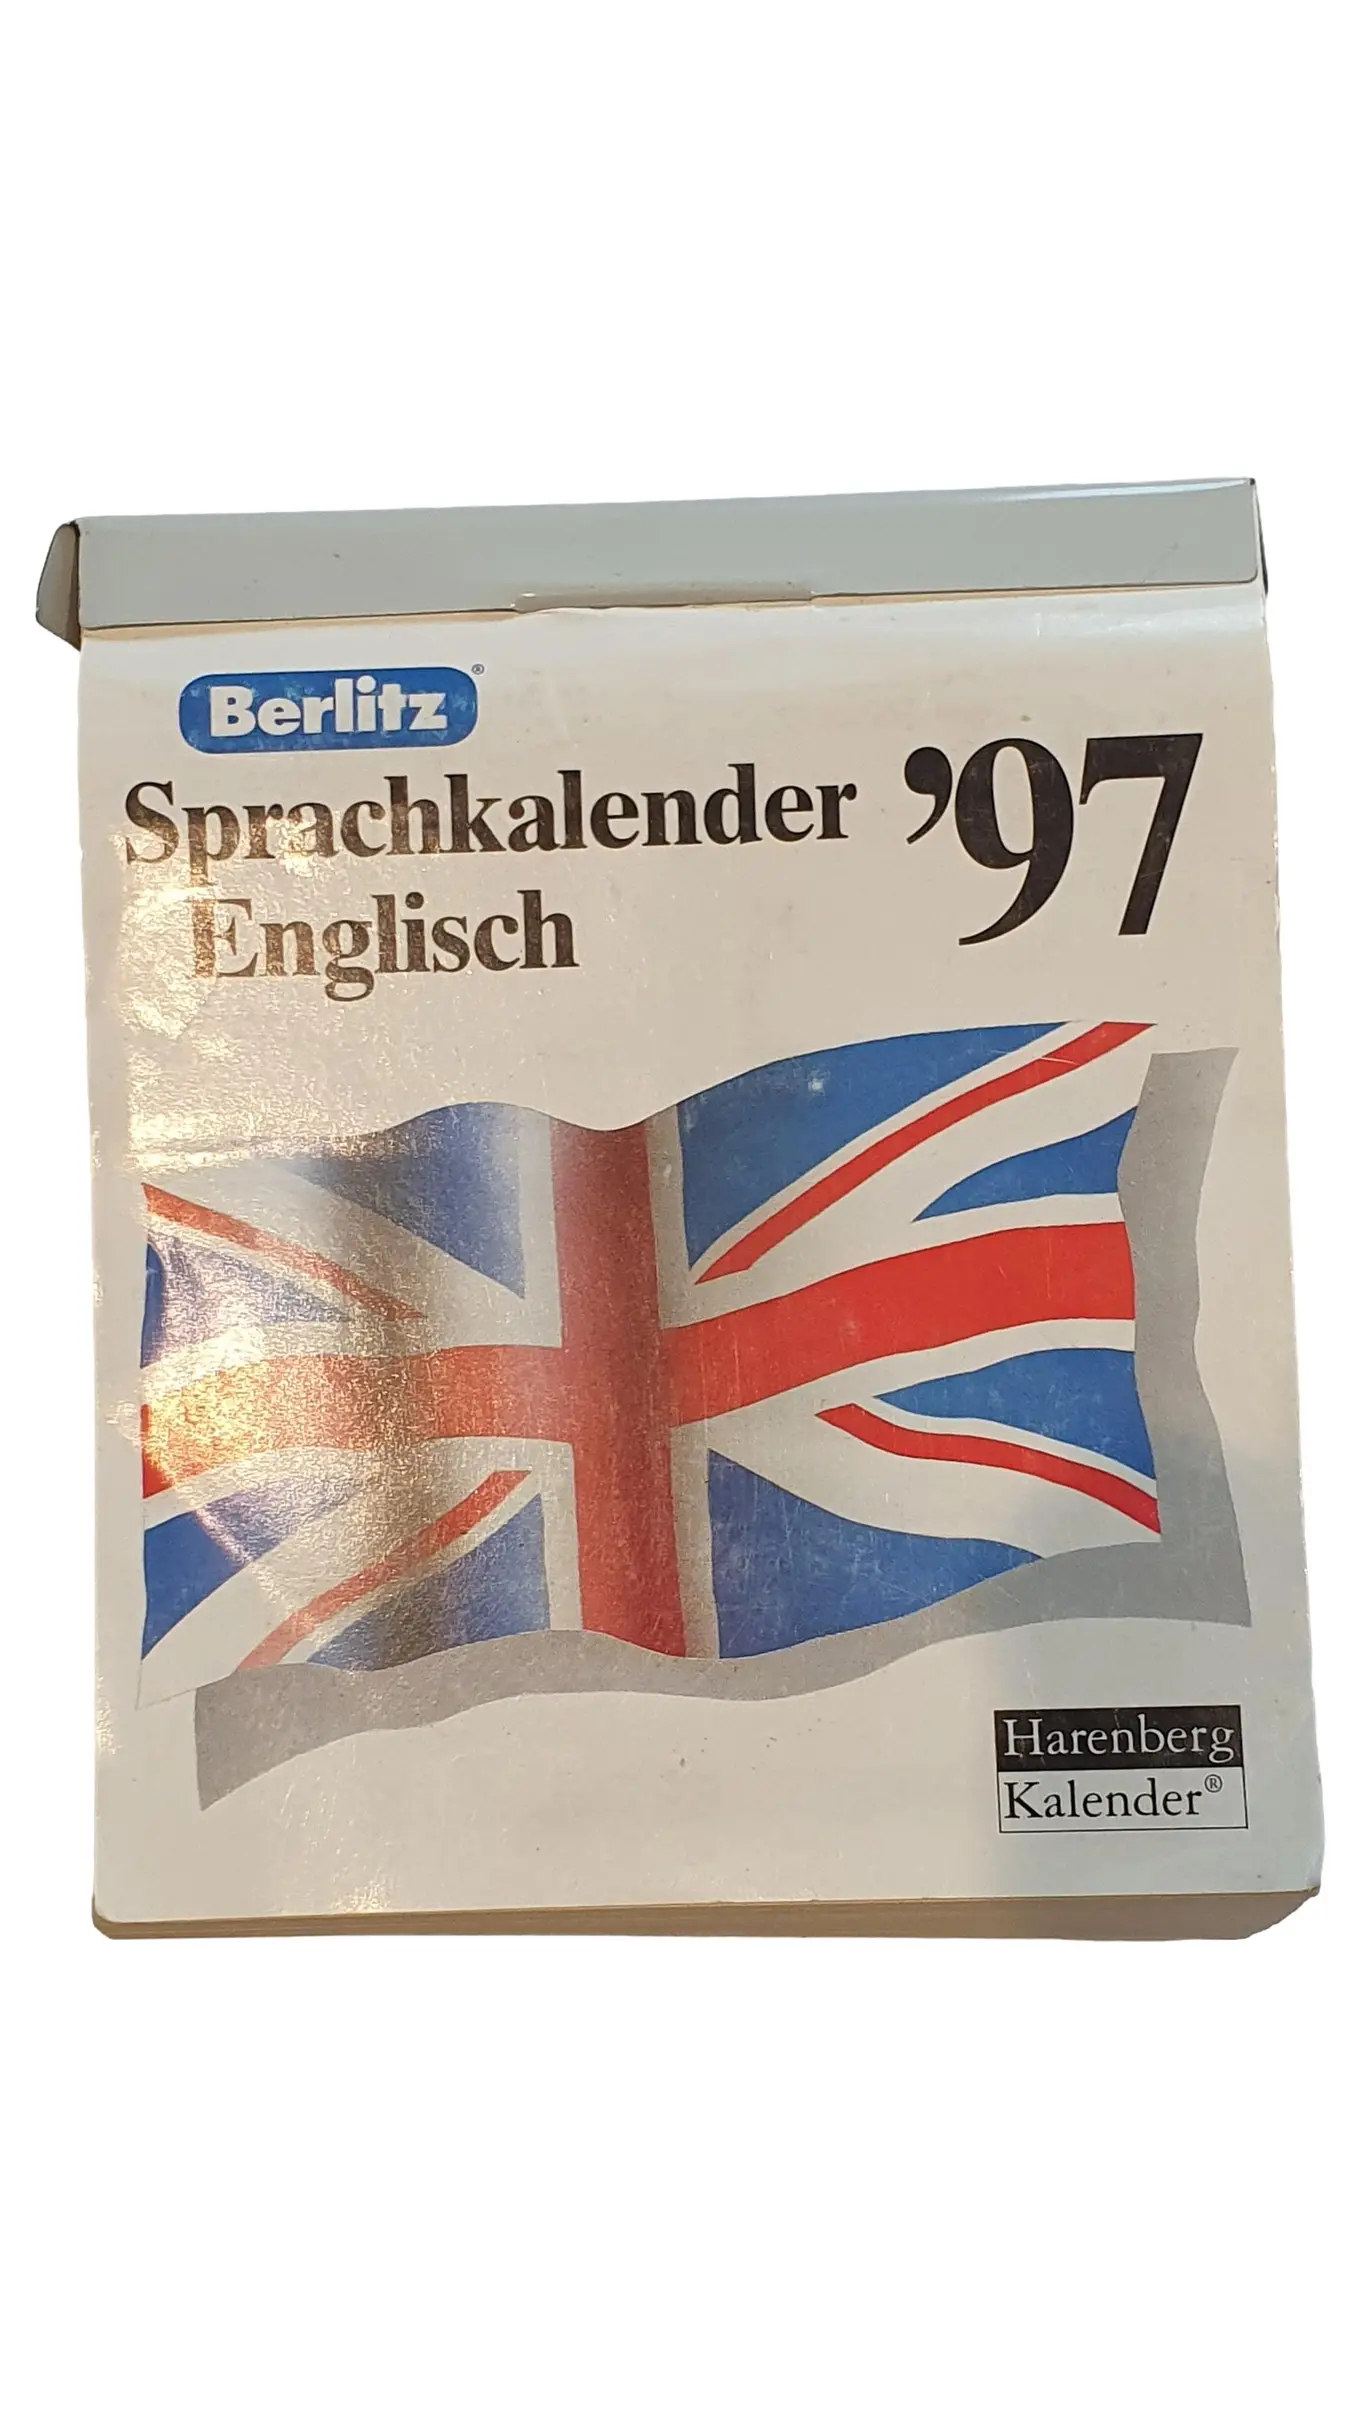 Berlitz®
Sprachkalender '97
Englisch
Harenberg
Kalender®